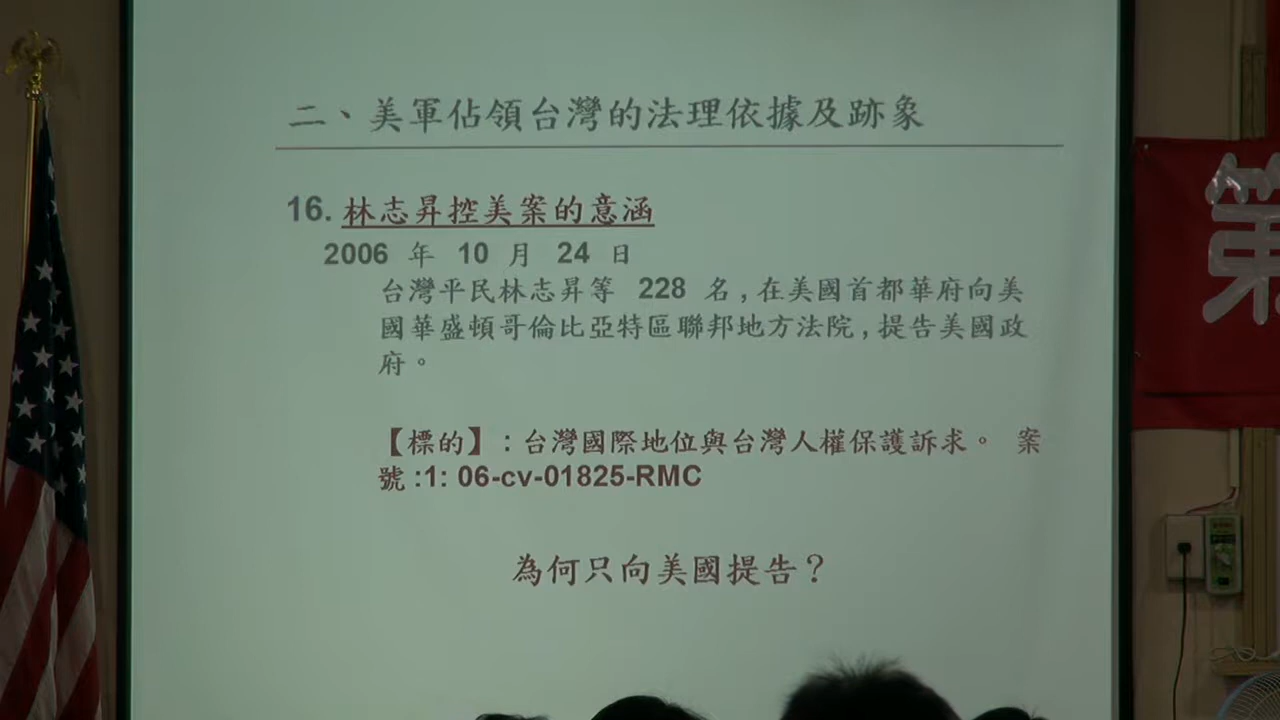 二、美軍佔領台灣的法理依據及跡象
16. 林志昇控美案的意涵
2006 年 10 月 24 日
台灣平民林志昇等 228 名,在美國首都華府向美
國華盛頓哥倫比亞特區聯邦地方法院,提告美國政
府。
【標的】:台灣國際地位與台灣人權保護訴求。 案
號:1: 06-cv-01825-RMC
為何只向美國提告?
第